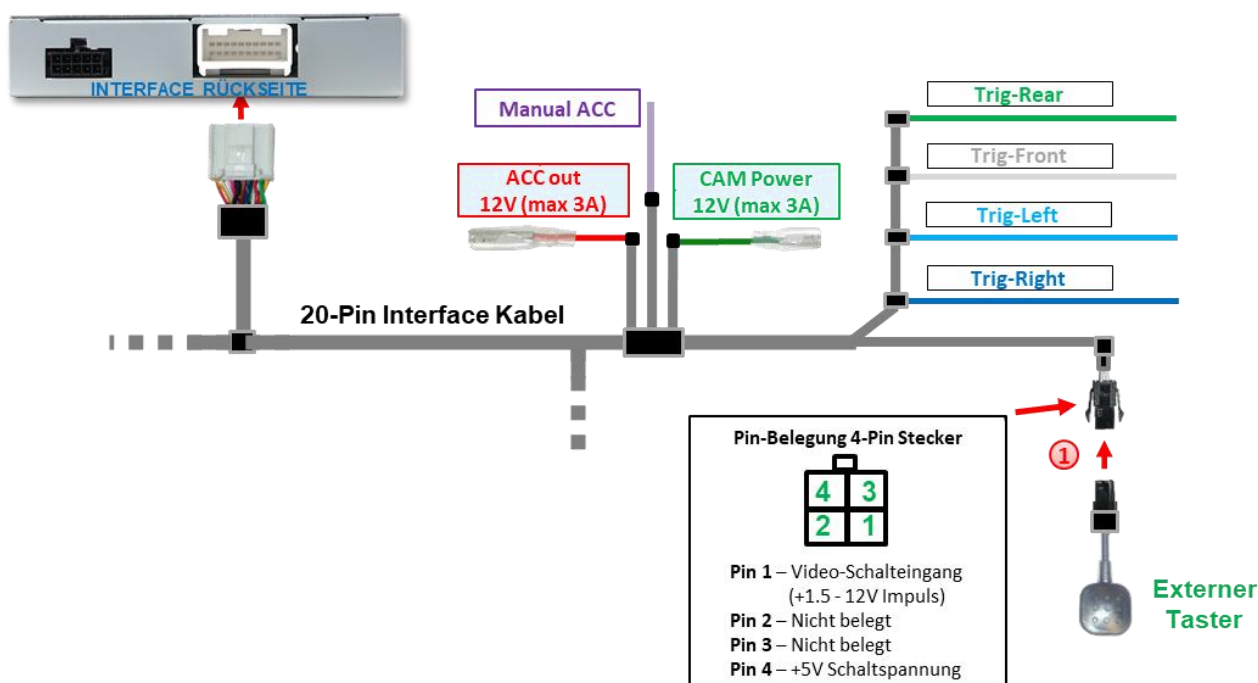 INTERFACE RÜCKSEITE
Manual ACC
ACC out
12V (max 3A)
CAM Power
12V (max 3A)
Trig-Rear
Trig-Front
Trig-Left
Trig-Right
20-Pin Interface Kabel
Pin-Belegung 4-Pin Stecker
4 3
2 1
Pin 1 – Video-Schalteingang
(+1.5 - 12V Impuls)
Pin 2 – Nicht belegt
Pin 3 – Nicht belegt
Pin 4 – +5V Schaltspannung
1
Externer
Taster